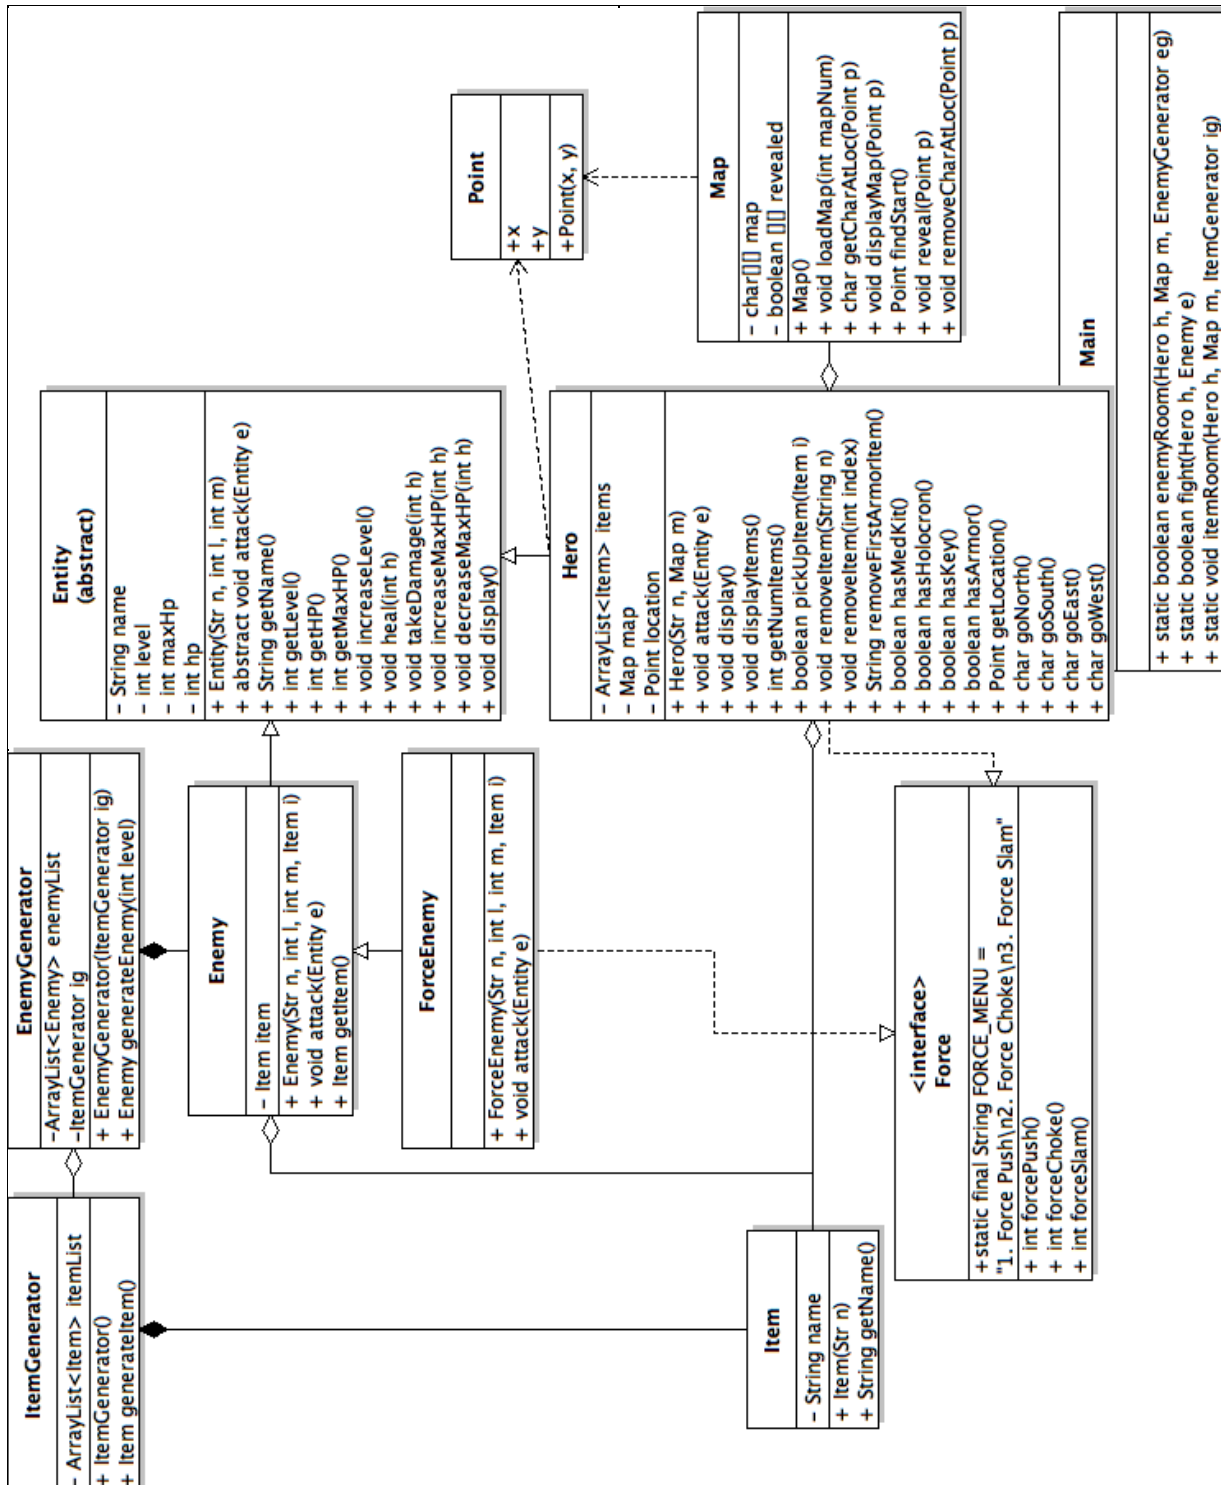 ItemGenerator
- ArrayList<Item> itemList
+ ItemGenerator()
+ Item generateItem()
EnemyGenerator
-ArrayList<Enemy> enemyList
-ItemGenerator ig
+ EnemyGenerator(ItemGenerator ig)
+ Enemy generateEnemy(int level)
Entity
(abstract)
- String name
- int level
- int maxHp
- int hp
+ Entity(Str n, int l, int m)
+ abstract void attack(Entity e)
+ String getName()
+ int getLevel()
+ int getHP()
+ int getMaxHP()
+ void increaseLevel()
+ void heal(int h)
+ void takeDamage(int h)
+ void increaseMaxHP(int h)
+ void decreaseMaxHP(int h)
+ void display()
Enemy
- Item item
+ Enemy(Str n, int l, int m, Item i)
+ void attack(Entity e)
+ Item getItem()
ForceEnemy
+ ForceEnemy(Str n, int l, int m, Item i)
+ void attack(Entity e)
Point
+x
+y
+Point(x, y)
Hero
- ArrayList<Item> items
- Map map
- Point location
+ Hero(Str n, Map m)
+ void attack(Entity e)
+ void display()
+ void displayItems()
+ int getNumItems()
+ boolean pickUpItem(Item i)
+ void removeItem(String n)
+ void removeItem(int index)
+ String removeFirstArmorItem()
+ boolean hasMedKit()
+ boolean hasHolocron()
+ boolean hasKey()
+ boolean hasArmor()
+ Point getLocation()
+ char goNorth()
+ char goSouth()
+ char goEast()
+ char goWest()
Map
- char[][] map
- boolean [][] revealed
+ Map()
+ void loadMap(int mapNum)
+ char getCharAtLoc(Point p)
+ void displayMap(Point p)
+ Point findStart()
+ void reveal(Point p)
+ void removeCharAtLoc(Point p)
Item
- String name
+ Item(Str n)
+ String getName()
<interface>
Force
+static final String FORCE_MENU =
"1. Force Push\n2. Force Choke\n3. Force Slam"
+ int forcePush()
+ int forceChoke()
+ int forceSlam()
Main
+ static boolean enemyRoom(Hero h, Map m, EnemyGenerator eg)
+ static boolean fight(Hero h, Enemy e)
+ static void itemRoom(Hero h, Map m, ItemGenerator ig)